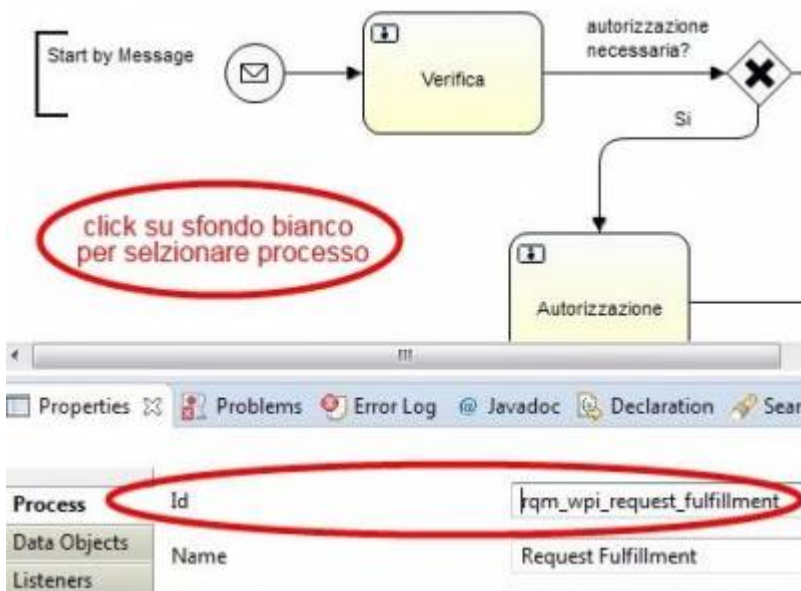 autorizzazione
necessaria?
Start by Message
Verifica
Si
click su sfondo bianco
per selzionare processo
Autorizzazione
Properties Problems Error Log @ Javadoc Declaration
Process Id rqm_wpi_request_fulfillment
Data Objects
Name Request Fulfillment
Listeners